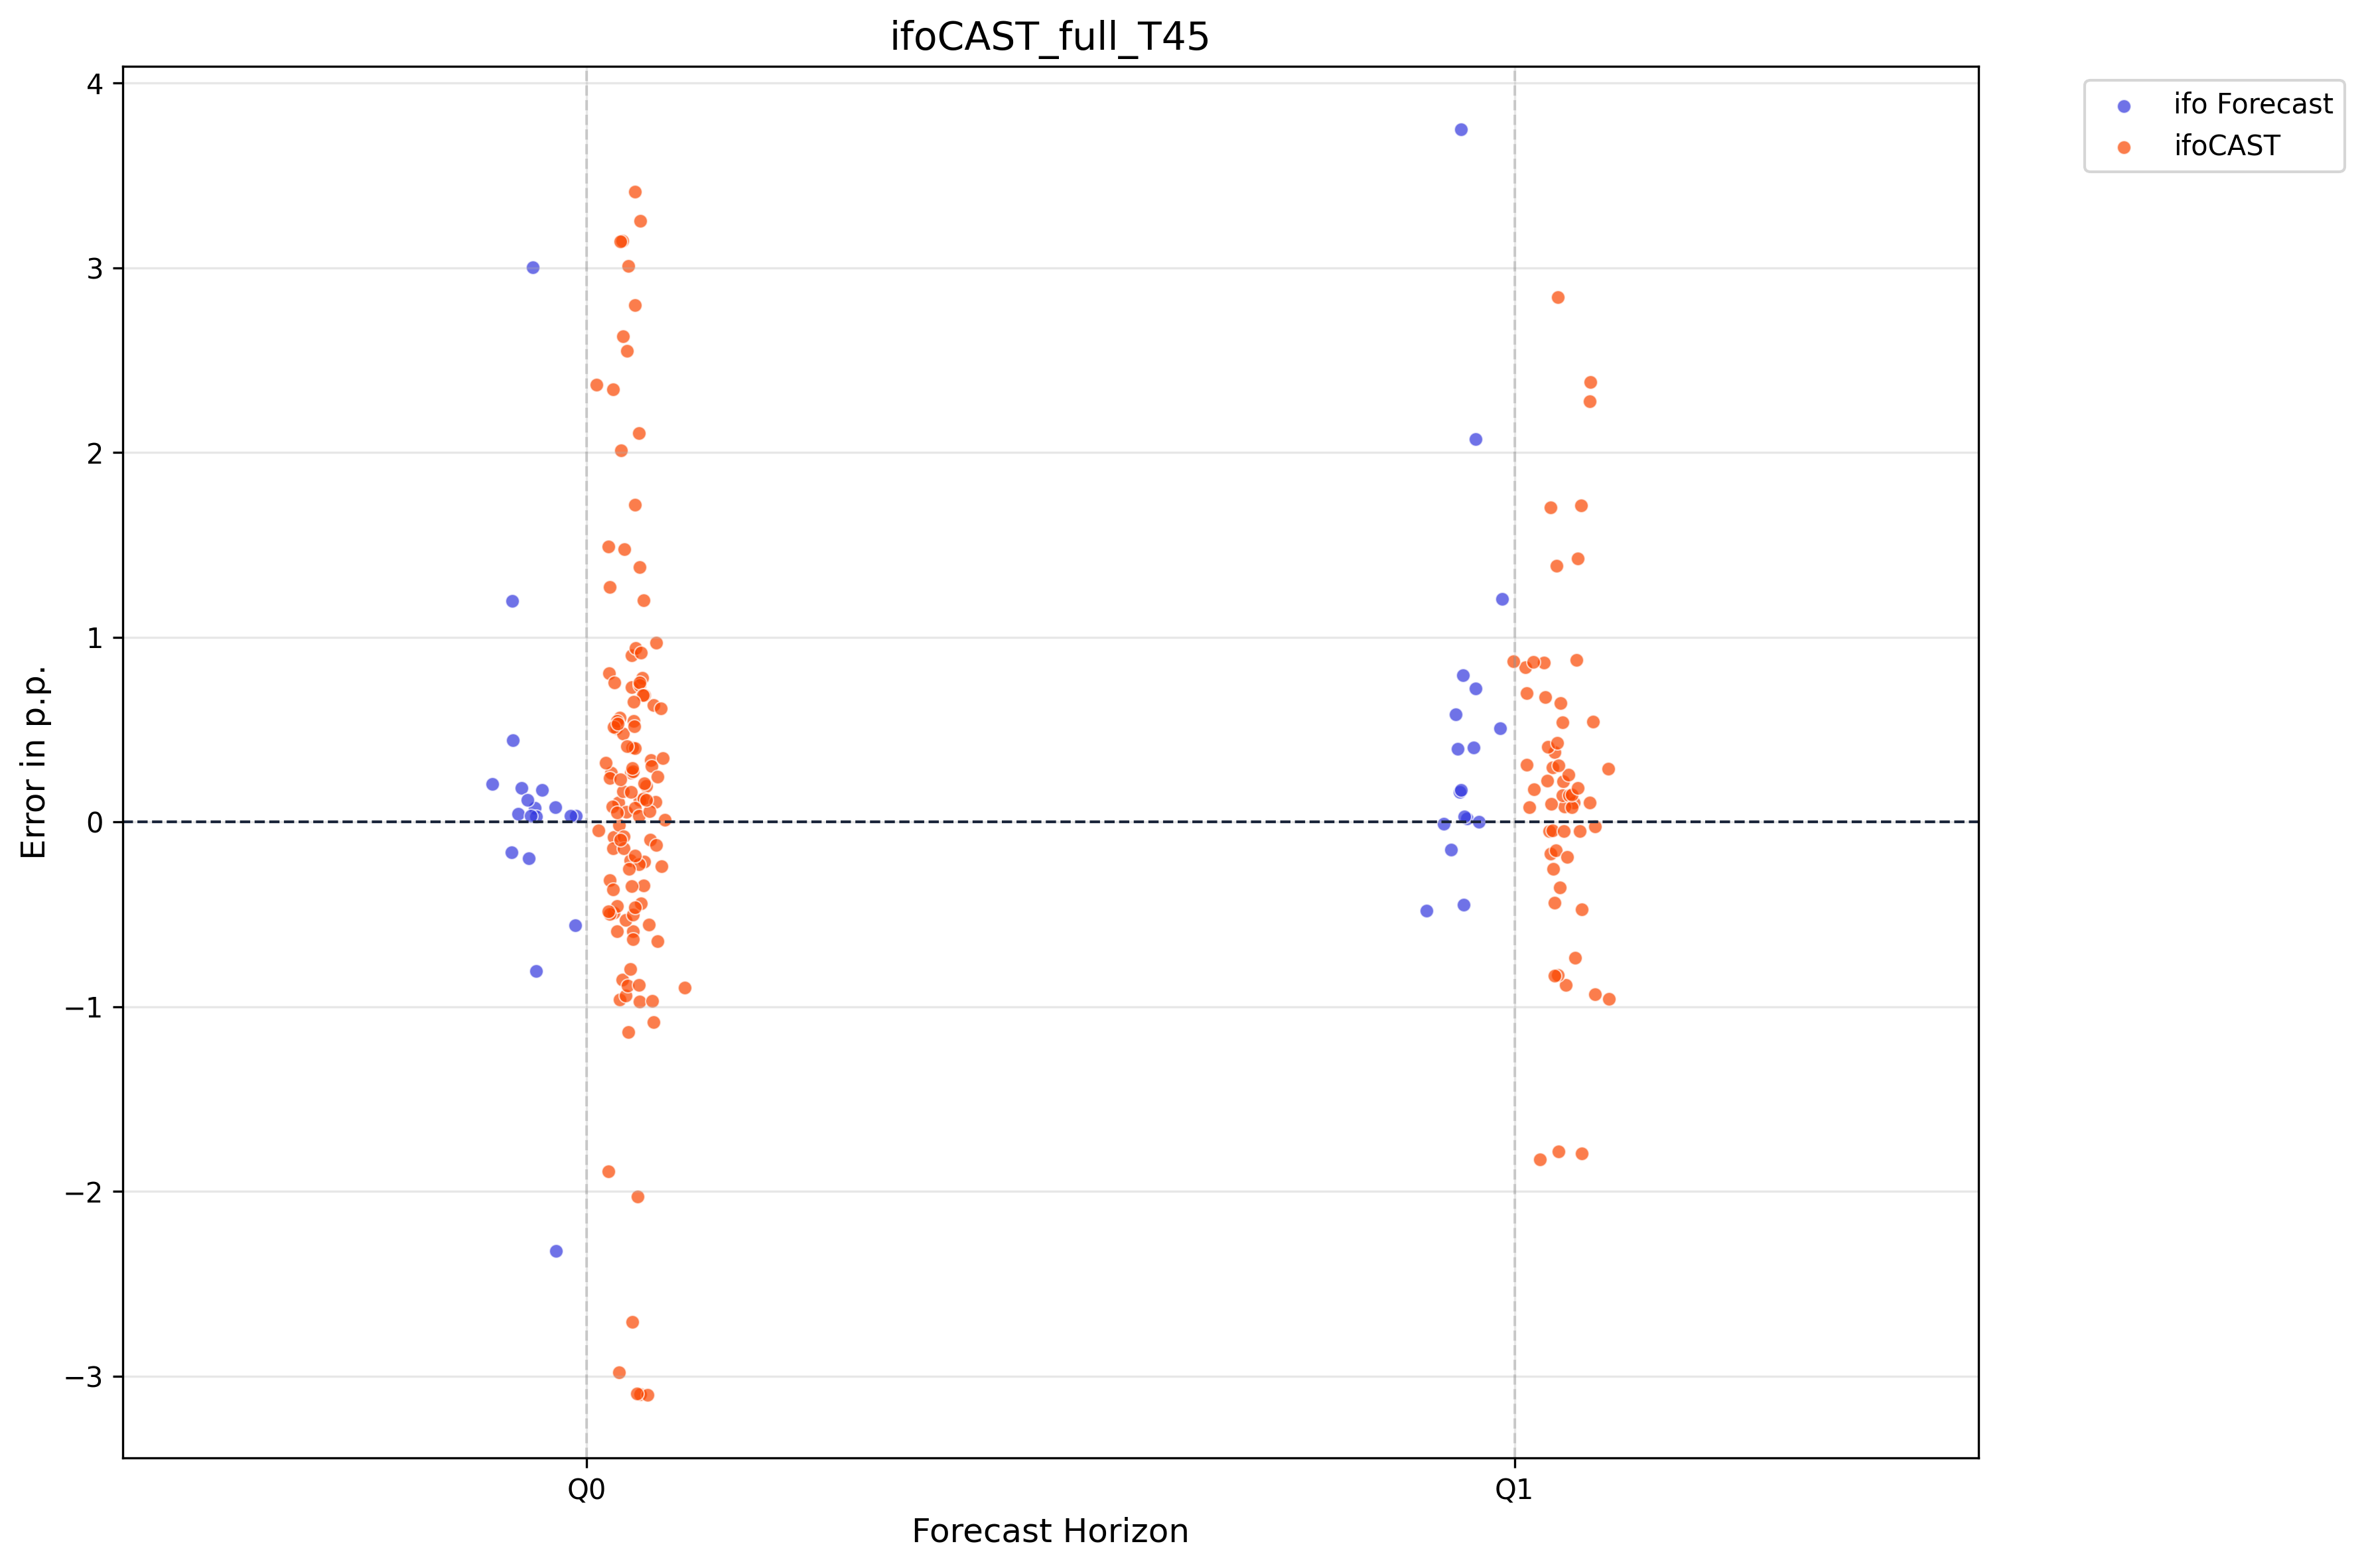 ifoCAST_full_T45
ifo Forecast
ifoCAST
Error in p.p.
4
3
2
1
0
−1
−2
−3
Q0
Q1
Forecast Horizon